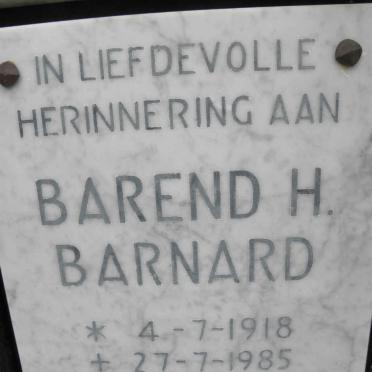 IN LIEFDEVOLLE
HERINNERING AAN
BAREND H.
BARNARD
* 4-7-1918
+ 27-7-1985